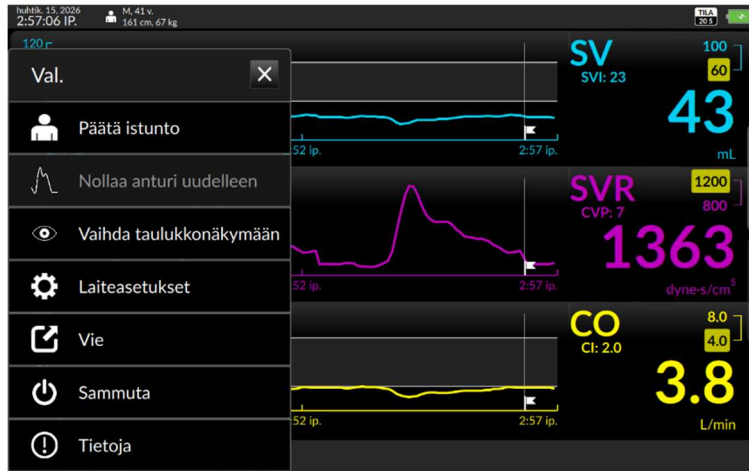 huhtik. 15, 2026
2:57:06 IP.
M, 41 v.
161 cm, 67 kg
TILA
20 S
120
Val.
Päätä istunto
Nollaa anturi uudelleen
Vaihda taulukkonäkymään
Laiteasetukset
Vie
Sammuta
Tietoja
52 ip.
2:57 ip.
SV
SVI: 23
100
60
43
mL
52 ip.
2:57 ip.
SVR
CVP: 7
1200
800
1363
dyne-s/cm⁵
52 ip.
2:57 ip.
CO
CI: 2.0
8.0
4.0
3.8
L/min